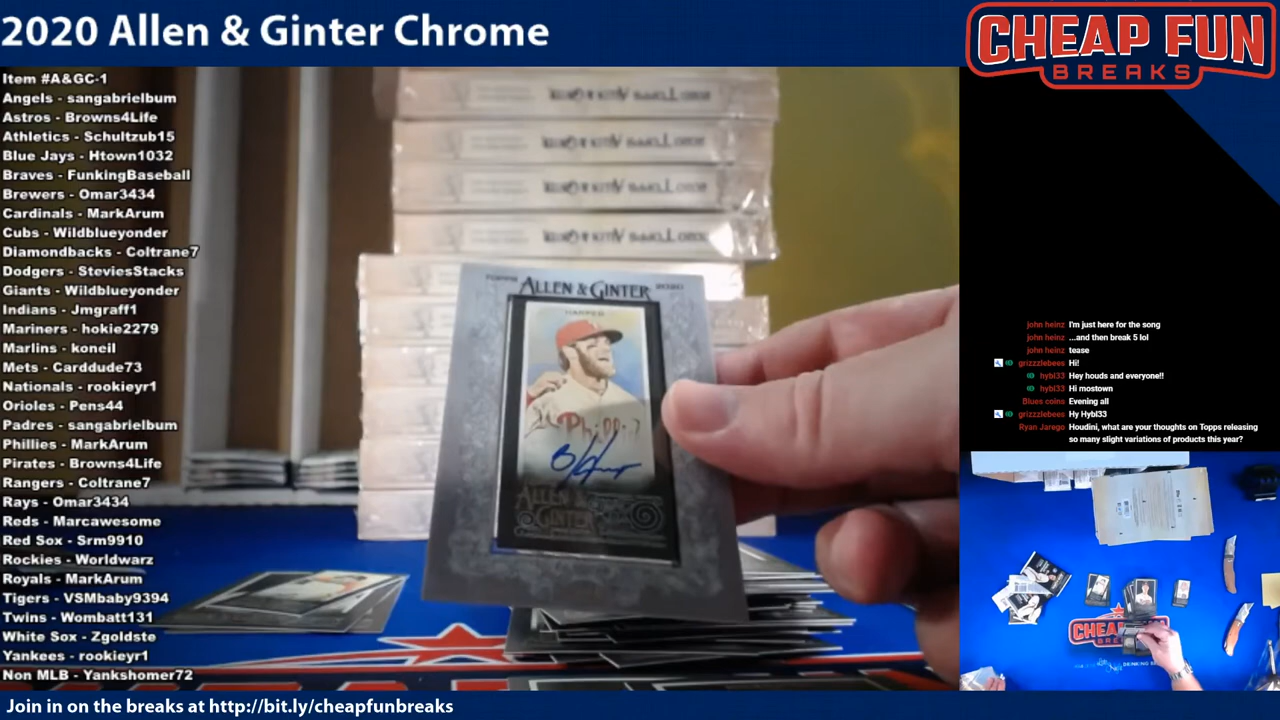 2020 Allen & Ginter Chrome
CHEAP FUN
BREAKS
Item #A&GC-1
Angels - sangabrielbum
Astros - Browns4Life
Athletics - Schultzub15
Blue Jays - Htown1032
Braves - FunkingBaseball
Brewers - Omar3434
Cardinals - MarkArum
Cubs - Wildblueyonder
Diamondbacks - Coltrane7
Dodgers - SteviesStacks
Giants - Wildblueyonder
Indians - Jmgraff1
Mariners - hokie2279
Marlins - koneil
Mets - Carddude73
Nationals - rookieyr1
Orioles - Pens44
Padres - sangabrielbum
Phillies - MarkArum
Pirates - Browns4Life
Rangers - Coltrane7
Rays - Omar3434
Reds - Marcawesome
Red Sox - Srm9910
Rockies - Worldwarz
Royals - MarkArum
Tigers - VSMbaby9394
Twins - Wombatt131
White Sox - Zgoldste
Yankees - rookieyr1
Non MLB - Yankshomer72
TOPPS ALLEN & GINTER 2020
HARPER
Phillies
ALLEN &
GINTER
john heinz I'm just here for the song
john heinz ...and then break 5 lol
john heinz tease
grizzzlebees Hi!
hybl33 Hey houds and everyone!!
hybl33 Hi mostown
Blues coins Evening all
grizzzlebees Hy Hybl33
Ryan Jarego Houdini, what are your thoughts on Topps releasing
so many slight variations of products this year?
Join in on the breaks at http://bit.ly/cheapfunbreaks